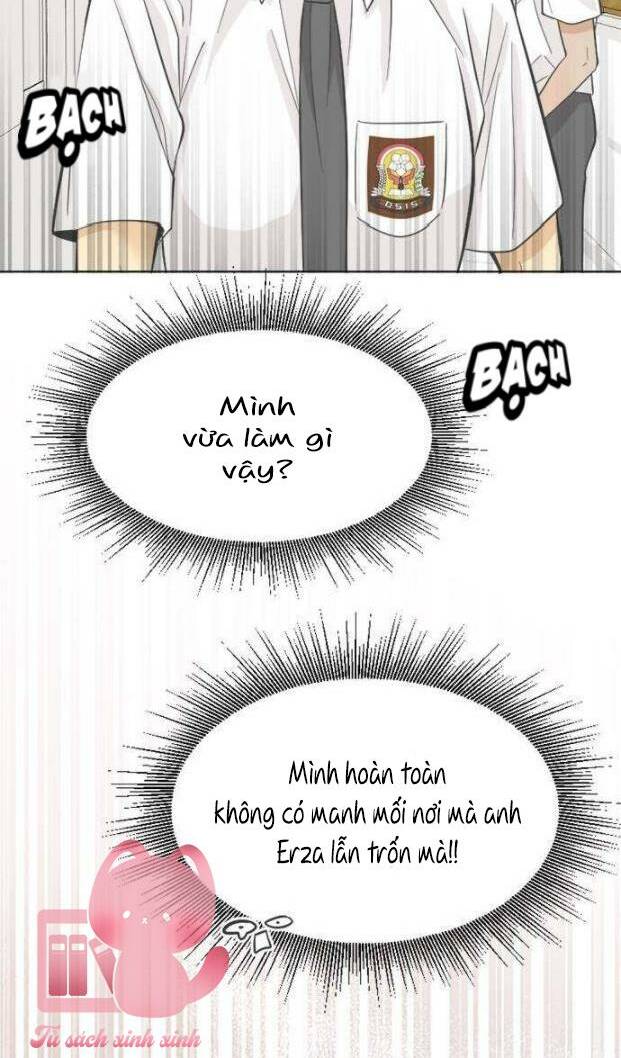 BẠCH
OSIS
BẠCH
Mình
vừa làm gì
vậy?
Mình hoàn toàn
không có manh mối nơi mà anh
Erza lẫn trốn mà!!
Tủ sách xinh xinh